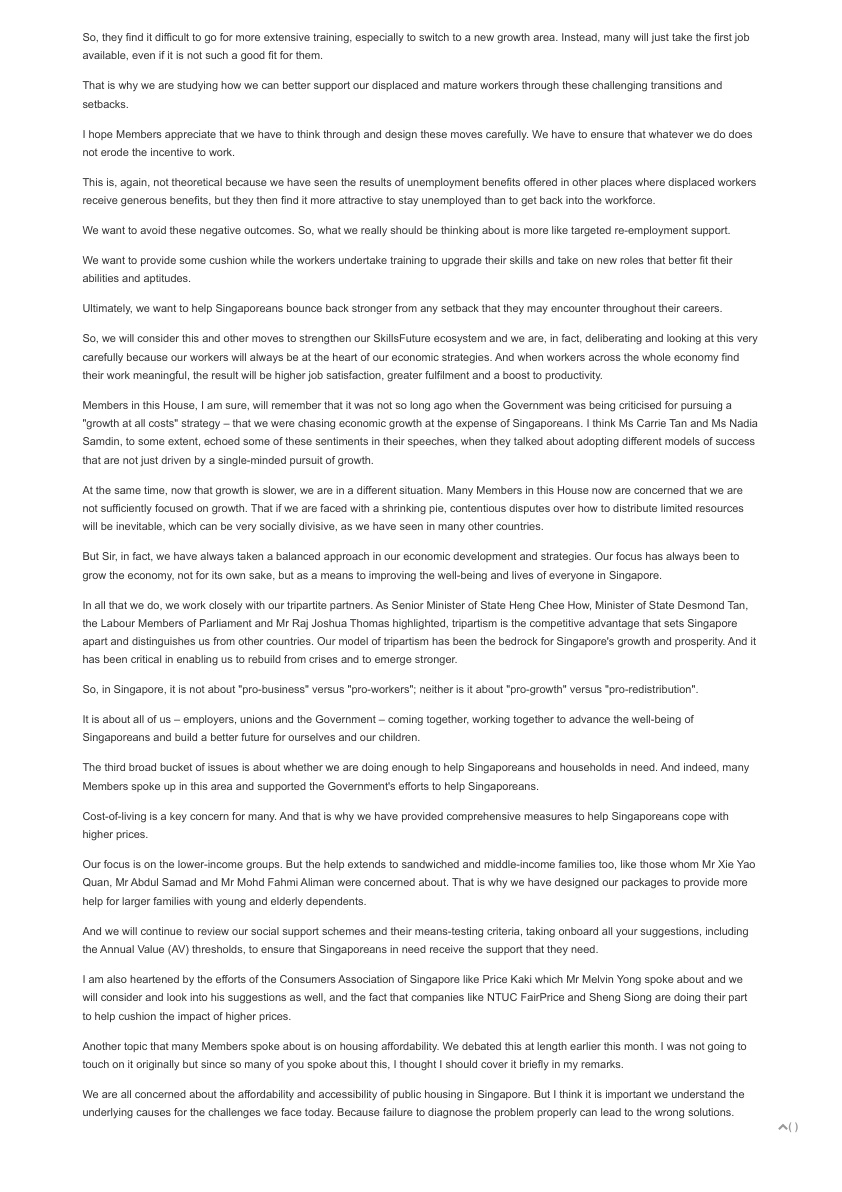 So, they find it difficult to go for more extensive training, especially to switch to a new growth area. Instead, many will just take the first job
available, even if it is not such a good fit for them.
That is why we are studying how we can better support our displaced and mature workers through these challenging transitions and
setbacks.
I hope Members appreciate that we have to think through and design these moves carefully. We have to ensure that whatever we do does
not erode the incentive to work.
This is, again, not theoretical because we have seen the results of unemployment benefits offered in other places where displaced workers
receive generous benefits, but they then find it more attractive to stay unemployed than to get back into the workforce.
We want to avoid these negative outcomes. So, what we really should be thinking about is more like targeted re-employment support.
We want to provide some cushion while the workers undertake training to upgrade their skills and take on new roles that better fit their
abilities and aptitudes.
Ultimately, we want to help Singaporeans bounce back stronger from any setback that they may encounter throughout their careers.
So, we will consider this and other moves to strengthen our SkillsFuture ecosystem and we are, in fact, deliberating and looking at this very
carefully because our workers will always be at the heart of our economic strategies. And when workers across the whole economy find
their work meaningful, the result will be higher job satisfaction, greater fulfilment and a boost to productivity.
Members in this House, I am sure, will remember that it was not so long ago when the Government was being criticised for pursuing a
"growth at all costs" strategy – that we were chasing economic growth at the expense of Singaporeans. I think Ms Carrie Tan and Ms Nadia
Samdin, to some extent, echoed some of these sentiments in their speeches, when they talked about adopting different models of success
that are not just driven by a single-minded pursuit of growth.
At the same time, now that growth is slower, we are in a different situation. Many Members in this House now are concerned that we are
not sufficiently focused on growth. That if we are faced with a shrinking pie, contentious disputes over how to distribute limited resources
will be inevitable, which can be very socially divisive, as we have seen in many other countries.
But Sir, in fact, we have always taken a balanced approach in our economic development and strategies. Our focus has always been to
grow the economy, not for its own sake, but as a means to improving the well-being and lives of everyone in Singapore.
In all that we do, we work closely with our tripartite partners. As Senior Minister of State Heng Chee How, Minister of State Desmond Tan,
the Labour Members of Parliament and Mr Raj Joshua Thomas highlighted, tripartism is the competitive advantage that sets Singapore
apart and distinguishes us from other countries. Our model of tripartism has been the bedrock for Singapore's growth and prosperity. And it
has been critical in enabling us to rebuild from crises and to emerge stronger.
So, in Singapore, it is not about "pro-business" versus "pro-workers"; neither is it about "pro-growth" versus "pro-redistribution".
It is about all of us – employers, unions and the Government – coming together, working together to advance the well-being of
Singaporeans and build a better future for ourselves and our children.
The third broad bucket of issues is about whether we are doing enough to help Singaporeans and households in need. And indeed, many
Members spoke up in this area and supported the Government's efforts to help Singaporeans.
Cost-of-living is a key concern for many. And that is why we have provided comprehensive measures to help Singaporeans cope with
higher prices.
Our focus is on the lower-income groups. But the help extends to sandwiched and middle-income families too, like those whom Mr Xie Yao
Quan, Mr Abdul Samad and Mr Mohd Fahmi Aliman were concerned about. That is why we have designed our packages to provide more
help for larger families with young and elderly dependents.
And we will continue to review our social support schemes and their means-testing criteria, taking onboard all your suggestions, including
the Annual Value (AV) thresholds, to ensure that Singaporeans in need receive the support that they need.
I am also heartened by the efforts of the Consumers Association of Singapore like Price Kaki which Mr Melvin Yong spoke about and we
will consider and look into his suggestions as well, and the fact that companies like NTUC FairPrice and Sheng Siong are doing their part
to help cushion the impact of higher prices.
Another topic that many Members spoke about is on housing affordability. We debated this at length earlier this month. I was not going to
touch on it originally but since so many of you spoke about this, I thought I should cover it briefly in my remarks.
We are all concerned about the affordability and accessibility of public housing in Singapore. But I think it is important we understand the
underlying causes for the challenges we face today. Because failure to diagnose the problem properly can lead to the wrong solutions.
( )